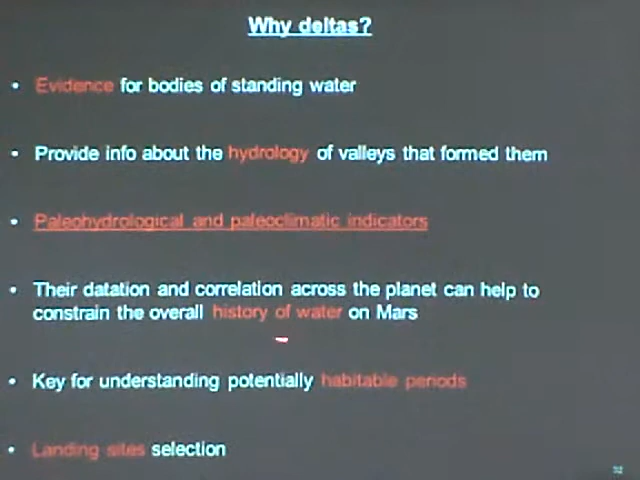 Why deltas?
• Evidence for bodies of standing water
• Provide info about the hydrology of valleys that formed them
• Paleohydrological and paleoclimatic indicators
• Their datation and correlation across the planet can help to
constrain the overall history of water on Mars
• Key for understanding potentially habitable periods
• Landing sites selection